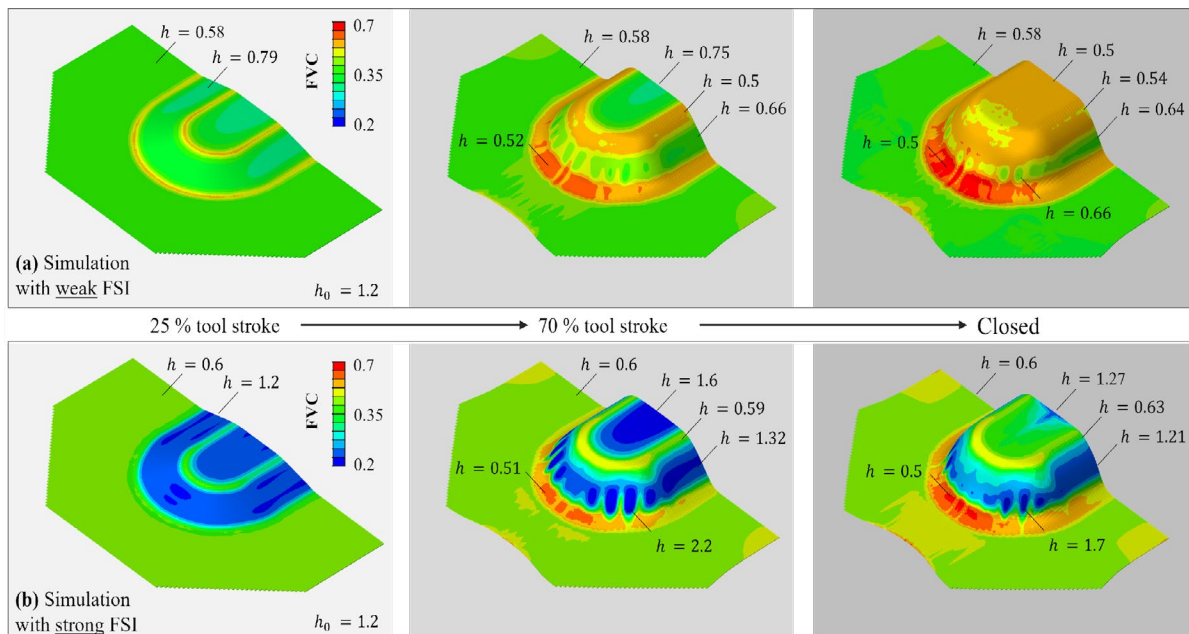 h = 0.58
h = 0.79
FVC
0.7
0.35
0.2
(a) Simulation
with weak FSI
h₀ = 1.2
h = 0.58
h = 0.75
h = 0.5
h = 0.66
h = 0.52
h = 0.58
h = 0.5
h = 0.54
h = 0.64
h = 0.5
h = 0.66
25 % tool stroke
70 % tool stroke
Closed
h = 0.6
h = 1.2
FVC
0.7
0.35
0.2
(b) Simulation
with strong FSI
h₀ = 1.2
h = 0.6
h = 1.6
h = 0.59
h = 1.32
h = 0.51
h = 2.2
h = 0.6
h = 1.27
h = 0.63
h = 1.21
h = 0.5
h = 1.7